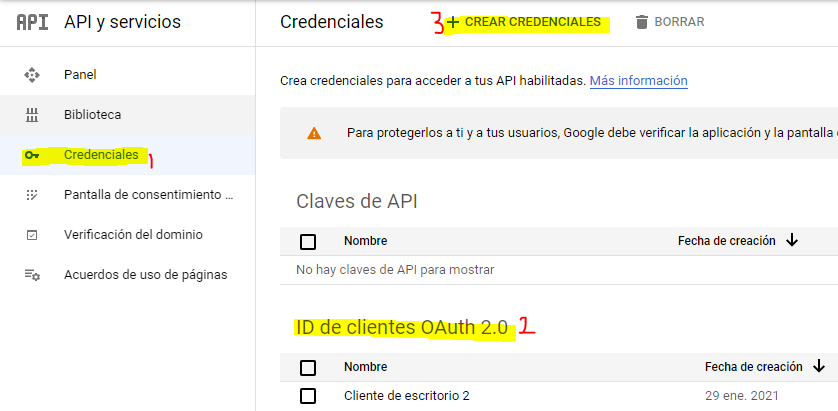 API API y servicios
Credenciales
3 + CREAR CREDENCIALES
BORRAR
Panel
Biblioteca
Credenciales 1
Pantalla de consentimiento ...
Verificación del dominio
Acuerdos de uso de páginas
Crea credenciales para acceder a tus API habilitadas. Más información
Para protegerlos a ti y a tus usuarios, Google debe verificar la aplicación y la pantalla
Claves de API
Nombre Fecha de creación
No hay claves de API para mostrar
ID de clientes OAuth 2.0 2
Nombre Fecha de creación
Cliente de escritorio 2 29 ene. 2021